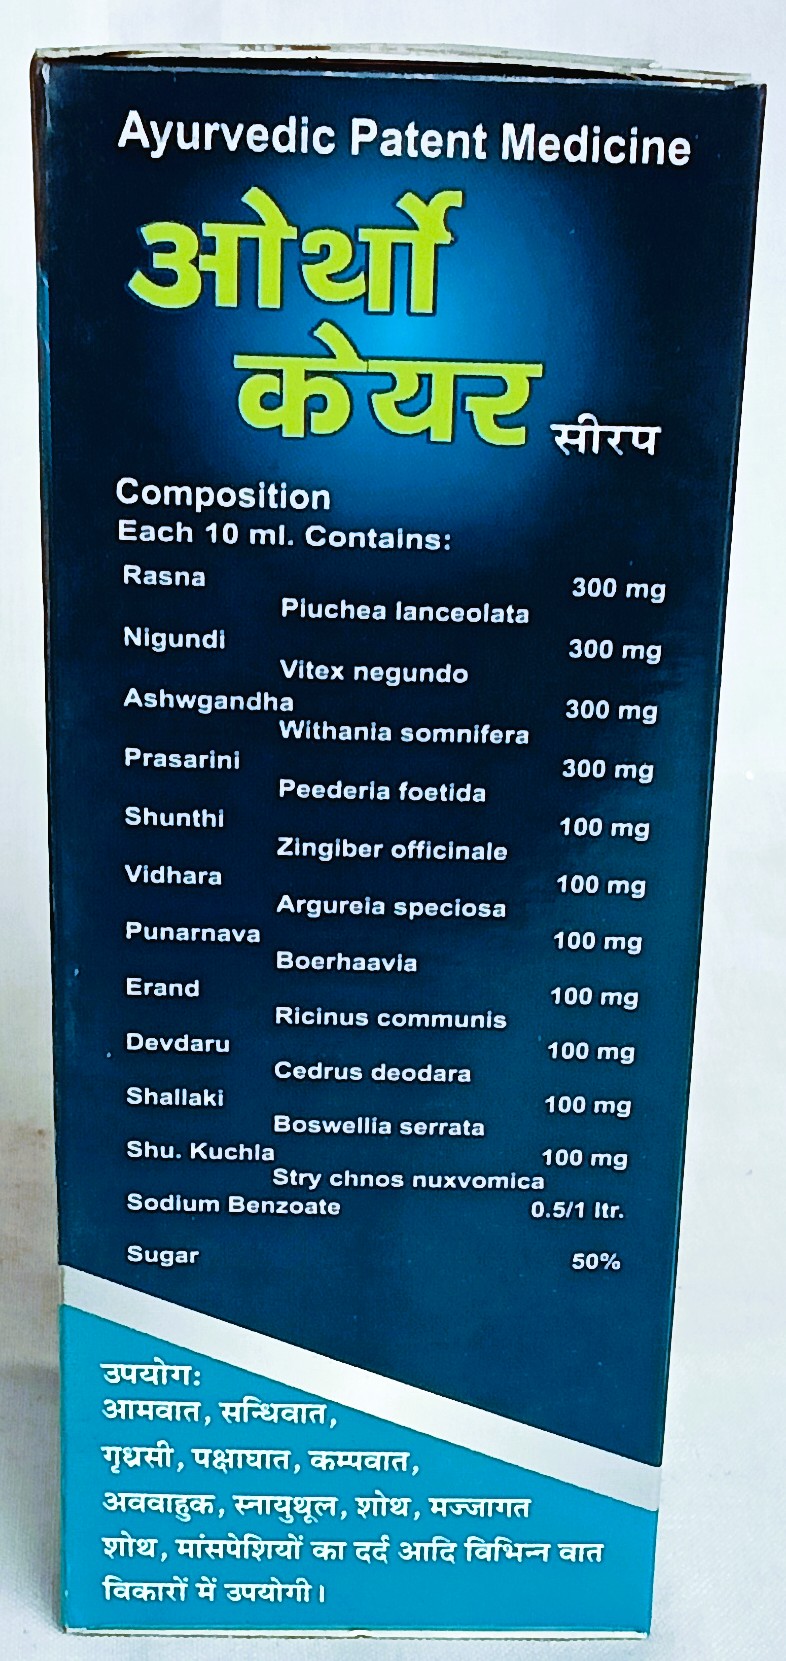 Ayurvedic Patent Medicine
ओर्थो
केयर सीरप
Composition
Each 10 ml. Contains:
Rasna 300 mg
Piuchea lanceolata
Nigundi 300 mg
Vitex negundo
Ashwgandha 300 mg
Withania somnifera
Prasarini 300 mg
Peederia foetida
Shunthi 100 mg
Zingiber officinale
Vidhara 100 mg
Argureia speciosa
Punarnava 100 mg
Boerhaavia
Erand 100 mg
Ricinus communis
Devdaru 100 mg
Cedrus deodara
Shallaki 100 mg
Boswellia serrata
Shu. Kuchla 100 mg
Stry chnos nuxvomica
Sodium Benzoate 0.5/1 ltr.
Sugar 50%
उपयोग:
आमवात, सन्धिवात,
गृध्रसी, पक्षाघात, कम्पवात,
अववाहुक, स्नायुथूल, शोथ, मज्जागत
शोथ, मांसपेशियों का दर्द आदि विभिन्न वात
विकारों में उपयोगी।